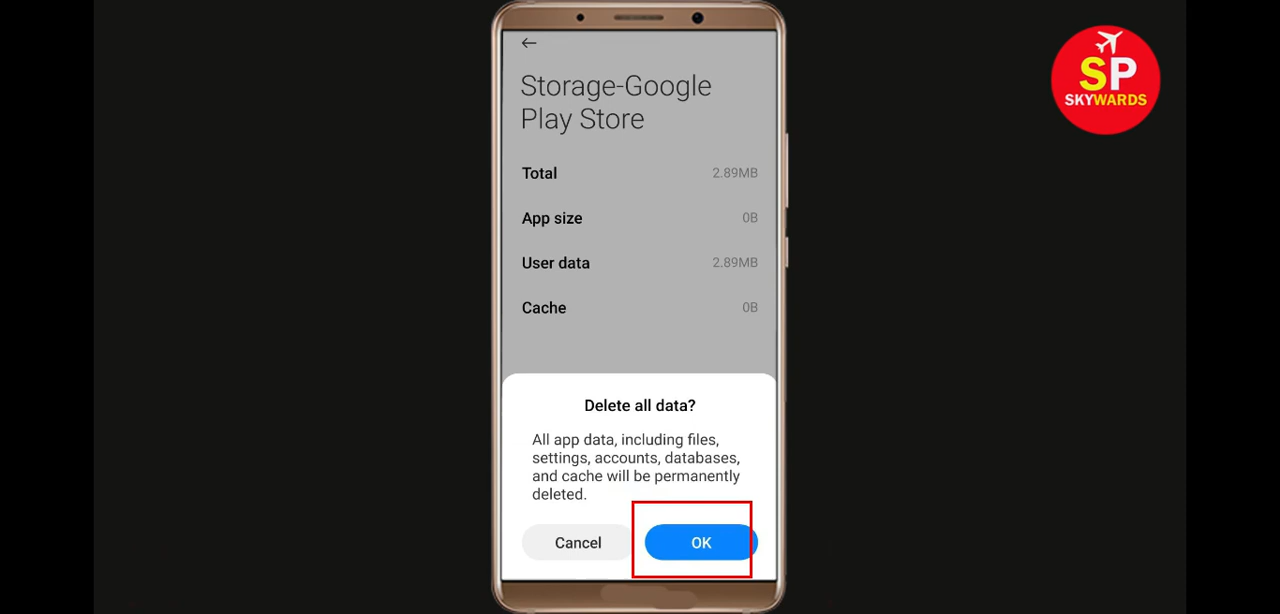 Storage-Google
Play Store
Total 2.89MB
App size 0B
User data 2.89MB
Cache 0B
Delete all data?
All app data, including files,
settings, accounts, databases,
and cache will be permanently
deleted.
Cancel OK
SP
SKYWARDS